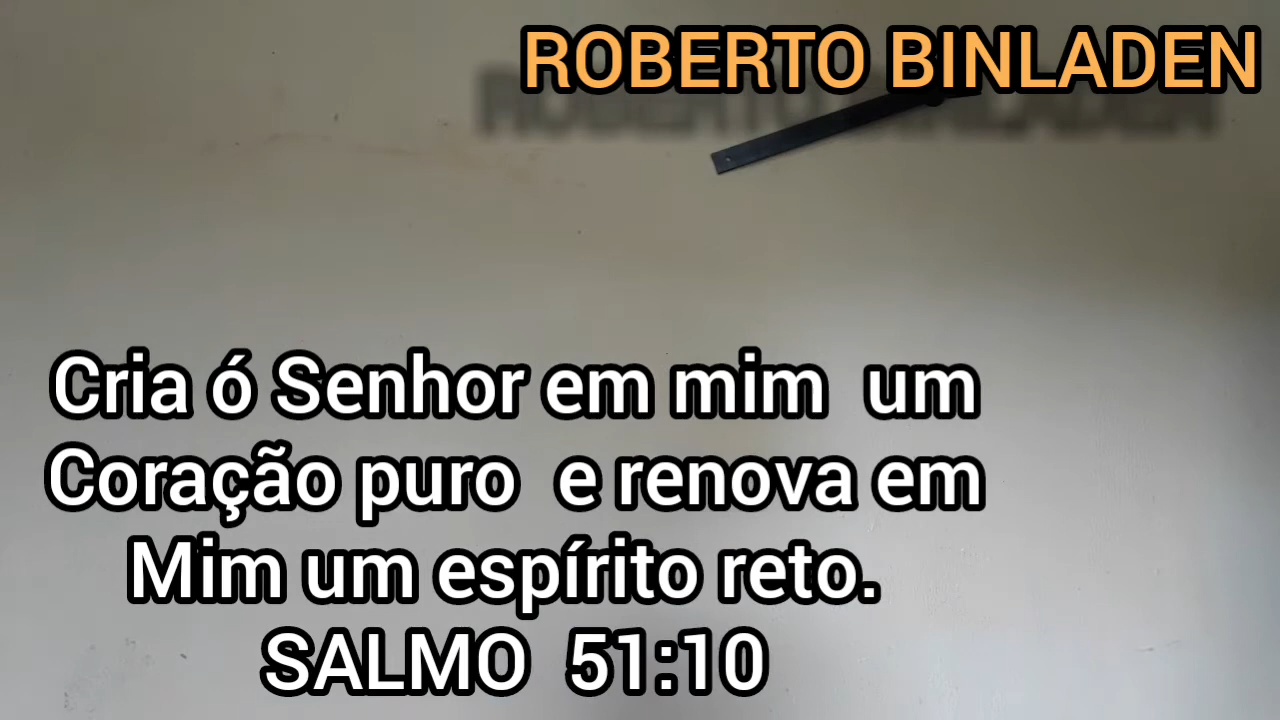 ROBERTO BINLADEN
Cria ó Senhor em mim um
Coração puro e renova em
Mim um espírito reto.
SALMO 51:10